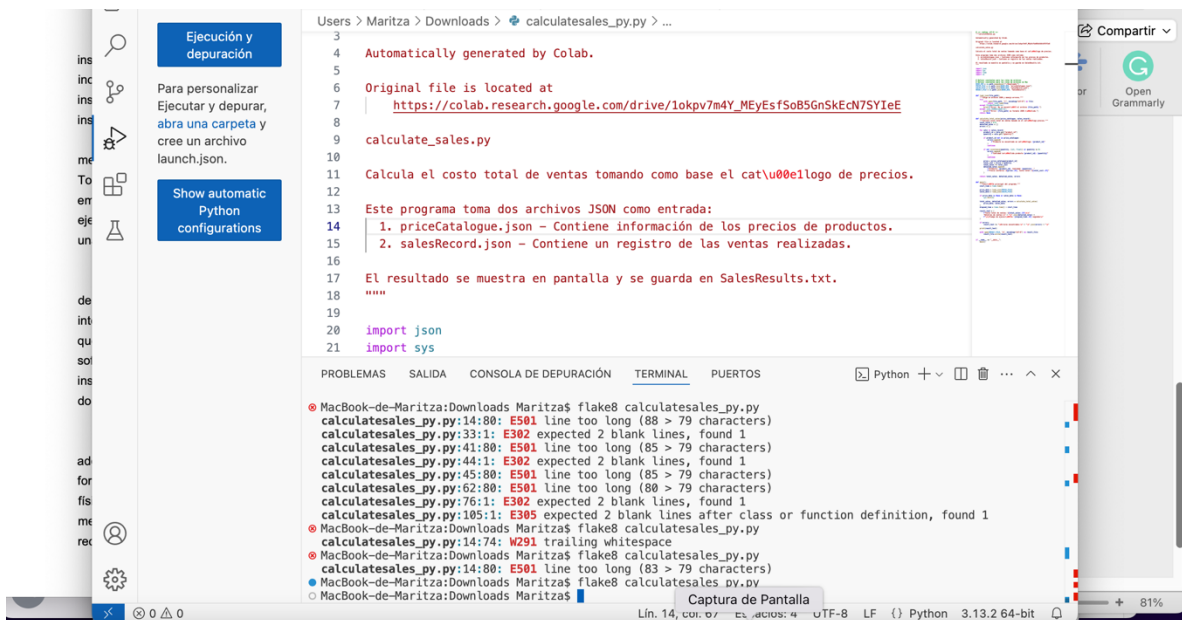 Users > Maritza > Downloads > calculatesales_py.py > ...
Compartir
Open
Grammarly
Ejecución y
depuración
Para personalizar
Ejecutar y depurar,
abra una carpeta y
cree un archivo
launch.json.
Show automatic
Python
configurations
3
4 Automatically generated by Colab.
5
6 Original file is located at
7 https://colab.research.google.com/drive/1okpv7m4Y_MEyEsfSoB5GnSkEcN7SYIeE
8
9 calculate_sales.py
10
11 Calcula el costo total de ventas tomando como base el cat\u00e1logo de precios.
12
13 Este programa toma dos archivos JSON como entrada:
14 1. priceCatalogue.json – Contiene información de los precios de productos.
15 2. salesRecord.json – Contiene un registro de las ventas realizadas.
16
17 El resultado se muestra en pantalla y se guarda en SalesResults.txt.
18 """
19
20 import json
21 import sys
PROBLEMAS SALIDA CONSOLA DE DEPURACIÓN TERMINAL PUERTOS Python
MacBook-de-Maritza:Downloads Maritza$ flake8 calculatesales_py.py
calculatesales_py.py:14:80: E501 line too long (88 > 79 characters)
calculatesales_py.py:33:1: E302 expected 2 blank lines, found 1
calculatesales_py.py:41:80: E501 line too long (85 > 79 characters)
calculatesales_py.py:44:1: E302 expected 2 blank lines, found 1
calculatesales_py.py:45:80: E501 line too long (85 > 79 characters)
calculatesales_py.py:62:80: E501 line too long (80 > 79 characters)
calculatesales_py.py:76:1: E302 expected 2 blank lines, found 1
calculatesales_py.py:105:1: E305 expected 2 blank lines after class or function definition, found 1
MacBook-de-Maritza:Downloads Maritza$ flake8 calculatesales_py.py
calculatesales_py.py:14:74: W291 trailing whitespace
MacBook-de-Maritza:Downloads Maritza$ flake8 calculatesales_py.py
calculatesales_py.py:14:80: E501 line too long (83 > 79 characters)
MacBook-de-Maritza:Downloads Maritza$ flake8 calculatesales_py.py
MacBook-de-Maritza:Downloads Maritza$
Captura de Pantalla
0 0 Lín. 14, col. 67 UTF-8 LF {} Python 3.13.2 64-bit
81%